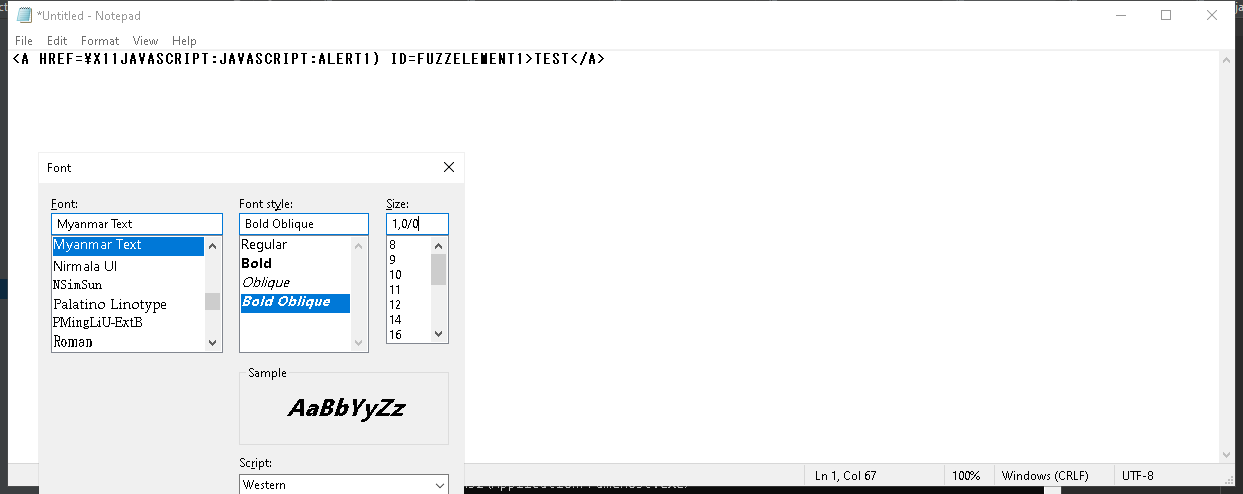 *Untitled - Notepad
File Edit Format View Help
<A HREF=¥X11JAVASCRIPT:JAVASCRIPT:ALERT1) ID=FUZZELEMENT1>TEST</A>
Font
Font: Font style: Size:
Myanmar Text Bold Oblique 1,0/0
Myanmar Text Regular 8
Nirmala UI Bold 9
NSimSun Oblique 10
Palatino Linotype Bold Oblique 11
PMingLiU-ExtB 12
Roman 14
16
Sample
AaBbYyZz
Script:
Western
Ln 1, Col 67 100% Windows (CRLF) UTF-8